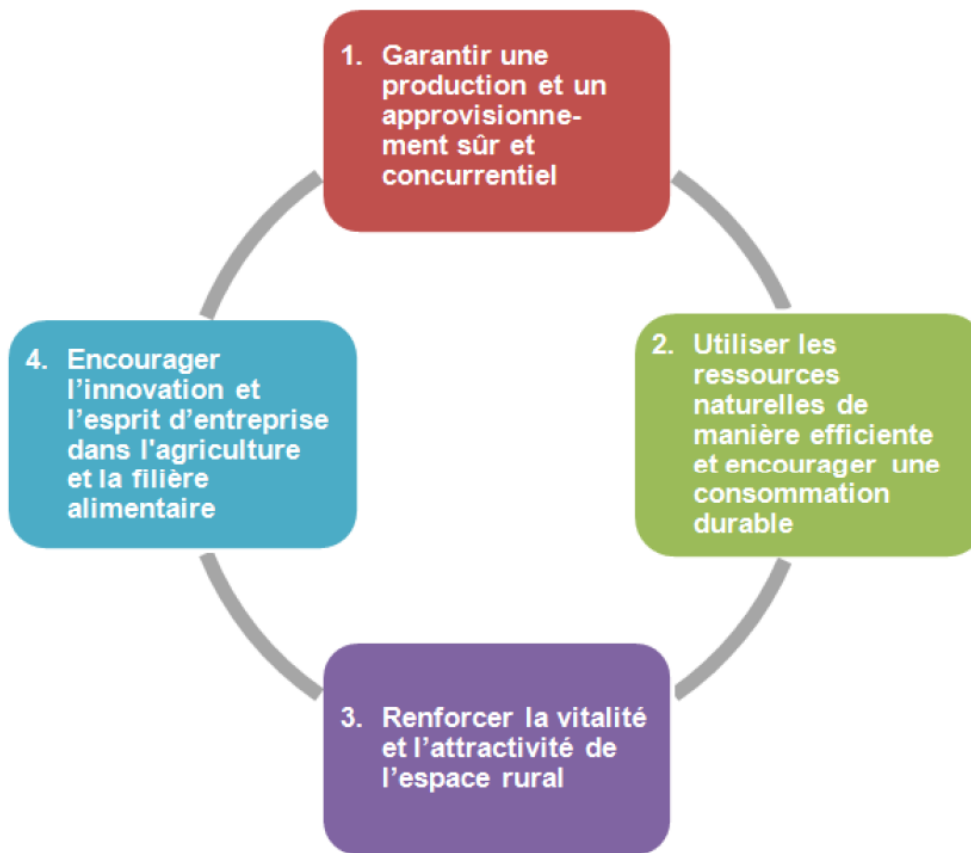 1. Garantir une
production et un
approvisionne-
ment sûr et
concurrentiel
2. Utiliser les
ressources
naturelles de
manière efficiente
et encourager une
consommation
durable
3. Renforcer la vitalité
et l’attractivité de
l’espace rural
4. Encourager
l’innovation et
l’esprit d’entreprise
dans l'agriculture
et la filière
alimentaire